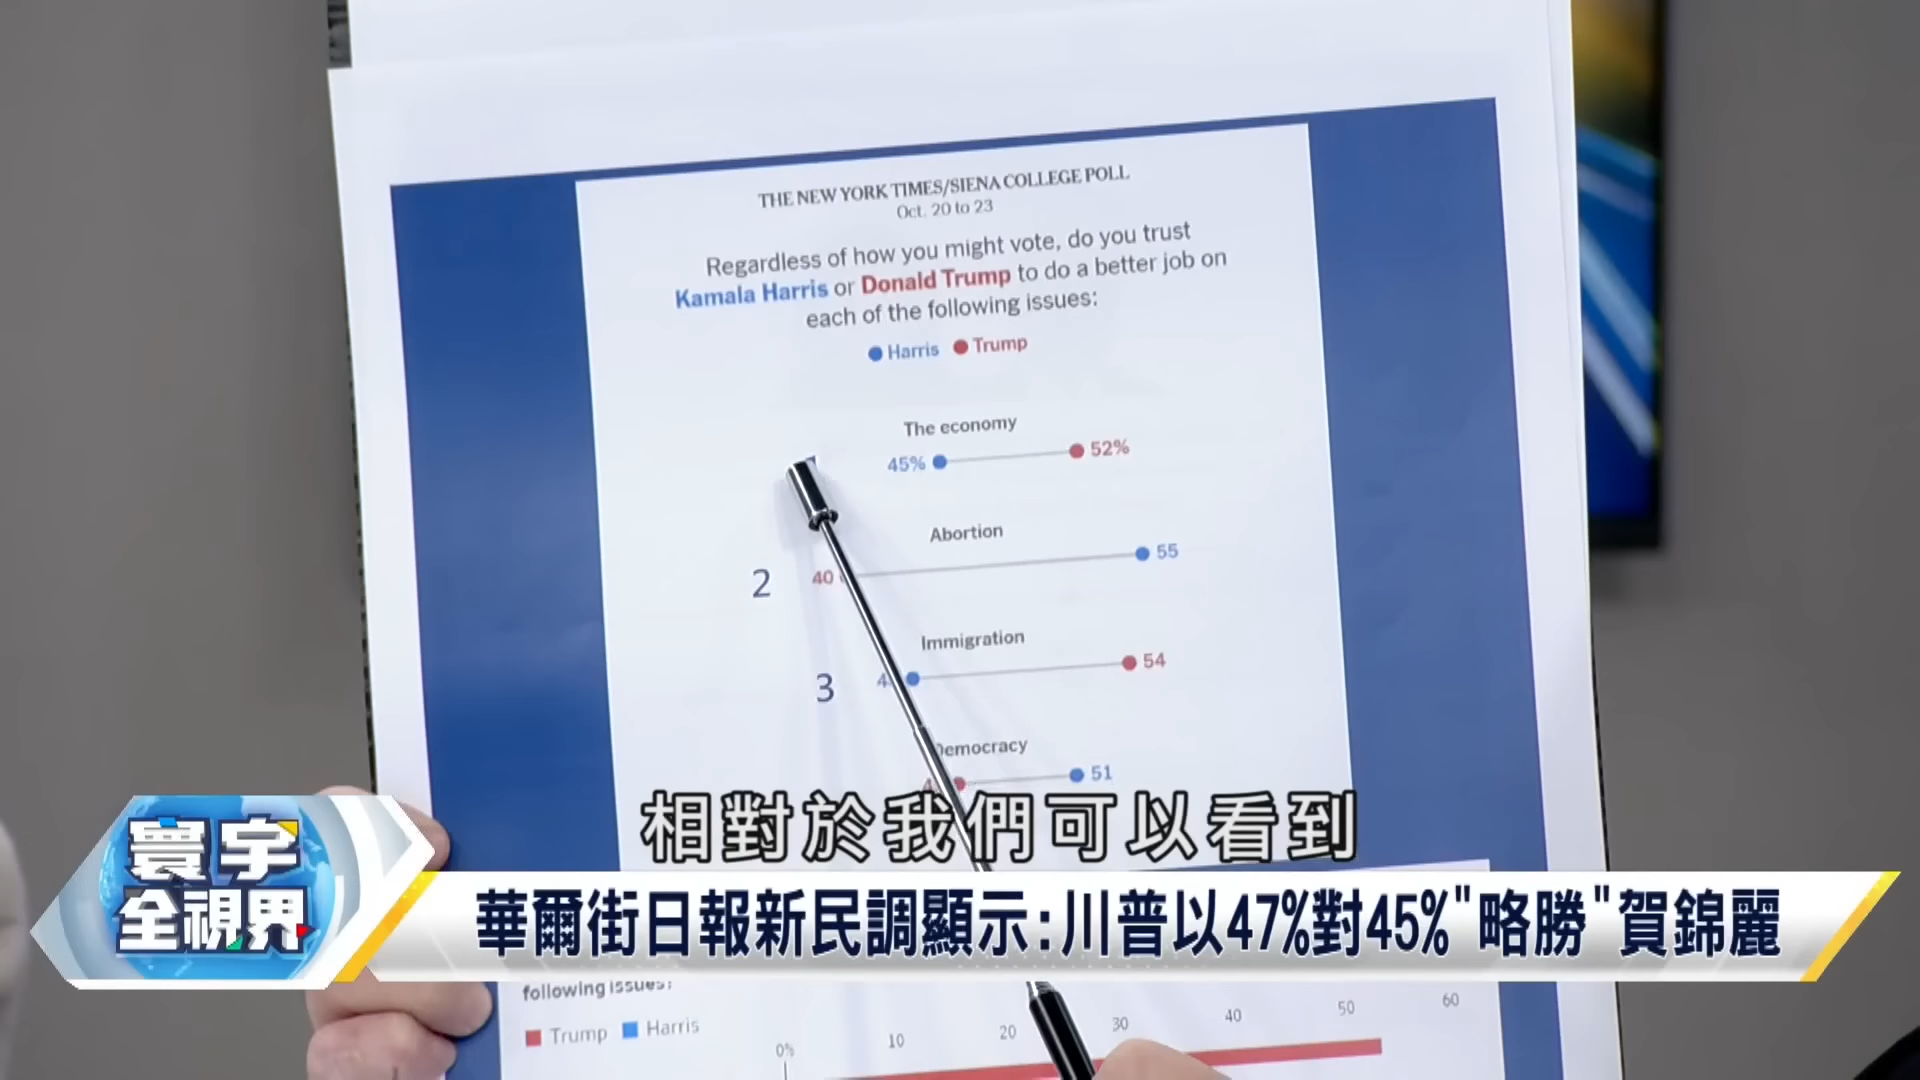 THE NEW YORK TIMES/SIENA COLLEGE POLL
Oct. 20 to 23
Regardless of how you might vote, do you trust
Kamala Harris or Donald Trump to do a better job on
each of the following issues:
Harris Trump
The economy
45% 52%
Abortion
2 40 55
Immigration
3 54
Democracy
51
相對於我們可以看到
寰宇
全視界
華爾街日報新民調顯示:川普以47%對45%"略勝"賀錦麗
following issues:
Trump Harris
0% 10 20 30 40 50 60